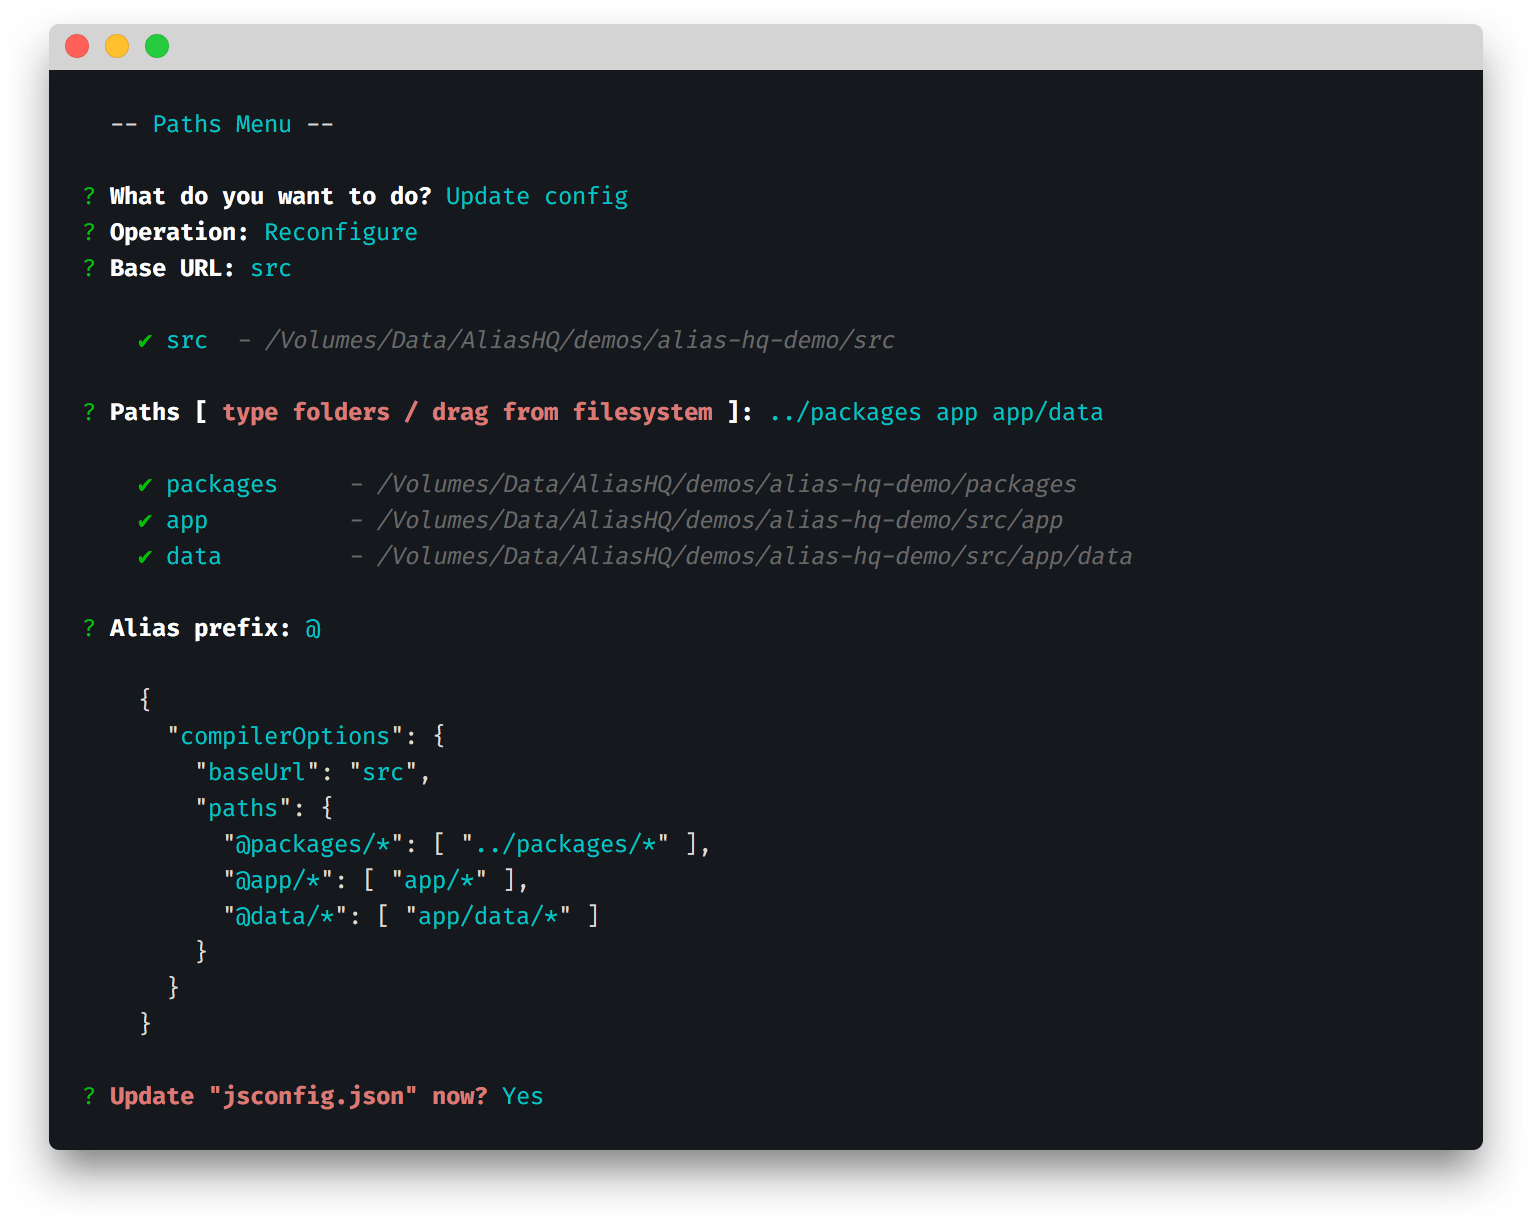 -- Paths Menu --
? What do you want to do? Update config
? Operation: Reconfigure
? Base URL: src
✔ src - /Volumes/Data/AliasHQ/demos/alias-hq-demo/src
? Paths [ type folders / drag from filesystem ]: ../packages app app/data
✔ packages - /Volumes/Data/AliasHQ/demos/alias-hq-demo/packages
✔ app - /Volumes/Data/AliasHQ/demos/alias-hq-demo/src/app
✔ data - /Volumes/Data/AliasHQ/demos/alias-hq-demo/src/app/data
? Alias prefix: @
{
"compilerOptions": {
"baseUrl": "src",
"paths": {
"@packages/*": [ "../packages/*" ],
"@app/*": [ "app/*" ],
"@data/*": [ "app/data/*" ]
}
}
}
? Update "jsconfig.json" now? Yes